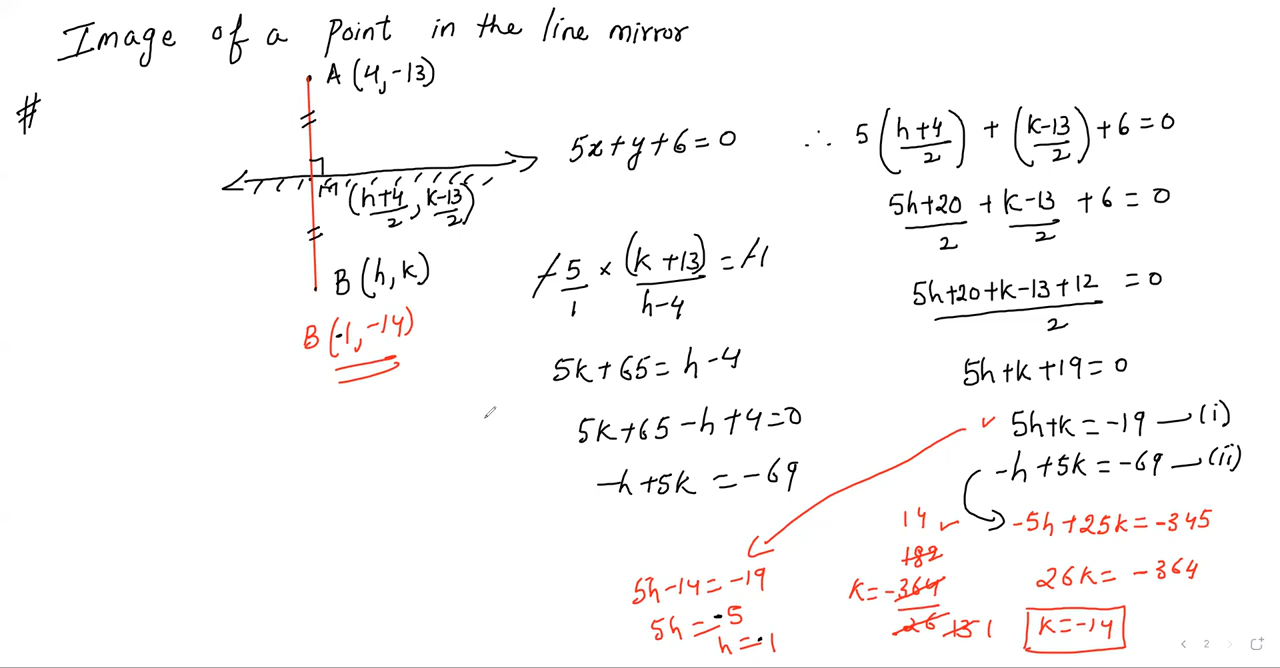 Image of a Point in the line mirror
#
A (4, -13)
M (h+4/2, k-13/2)
B (h, k)
B (-1, -14)
5x+y+6=0
-5/1 × (k+13)/h-4 = -1
5k+65 = h-4
5k+65-h+4=0
-h+5k = -69
∴ 5(h+4/2) + (k-13/2) +6=0
5h+20/2 + k-13/2 +6 = 0
5h+20+k-13+12/2 = 0
5h+k+19=0
✓ 5h+k = -19 —(i)
-h+5k = -69 —(ii)
-5h+25k = -345
26k = -364
k=-14
14 ✓
182
k = -364
26 13 1
5h-14 = -19
5h = -5
h = -1
2